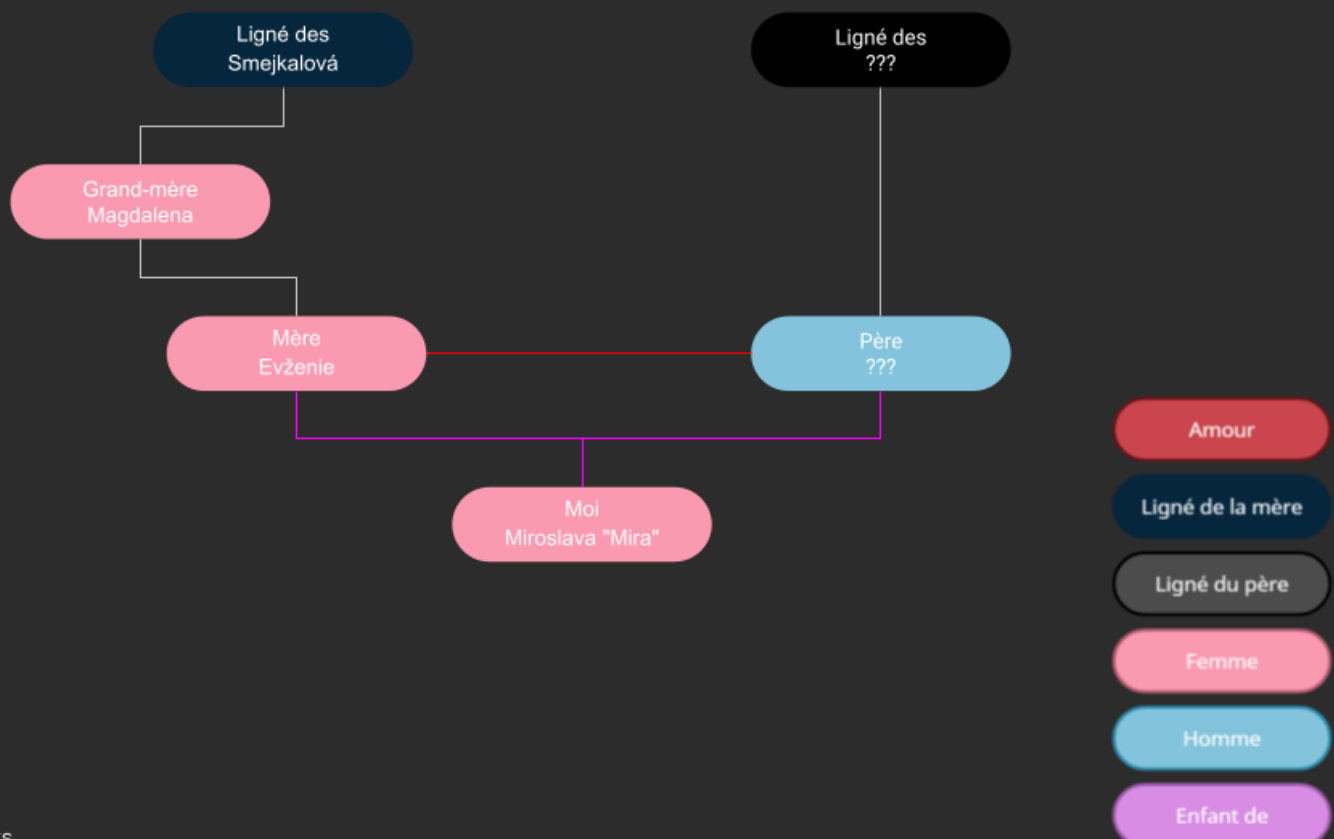 Ligné des
Smejkalová
Ligné des
???
Grand-mère
Magdalena
Mère
Evženie
Père
???
Moi
Miroslava "Mira"
Amour
Ligné de la mère
Ligné du père
Femme
Homme
Enfant de